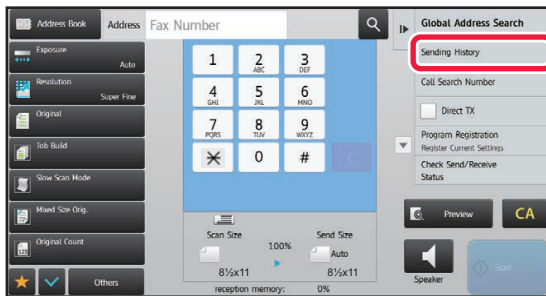 Address Book
Address
Fax Number
Global Address Search
Exposure
Auto
Sending History
Resolution
Super Fine
Call Search Number
Original
Direct TX
Job Build
Program Registration
Register Current Settings
Slow Scan Mode
Check Send/Receive
Status
Mixed Size Orig.
Original Count
Others
1
2
ABC
3
DEF
4
GHI
5
JKL
6
MNO
7
PQRS
8
TUV
9
WXYZ
0
#
C
Scan Size
100%
Send Size
Auto
8½x11
8½x11
reception memory:
0%
Preview
CA
Speaker
Start